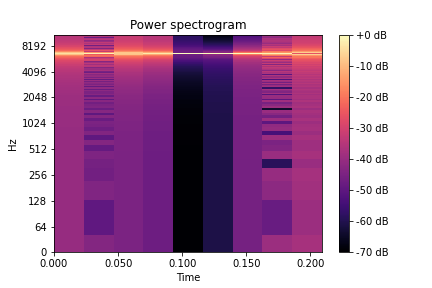 Power spectrogram
8192
4096
2048
1024
512
256
128
64
0
Hz
0.000 0.050 0.100 0.150 0.200
Time
+0 dB
-10 dB
-20 dB
-30 dB
-40 dB
-50 dB
-60 dB
-70 dB